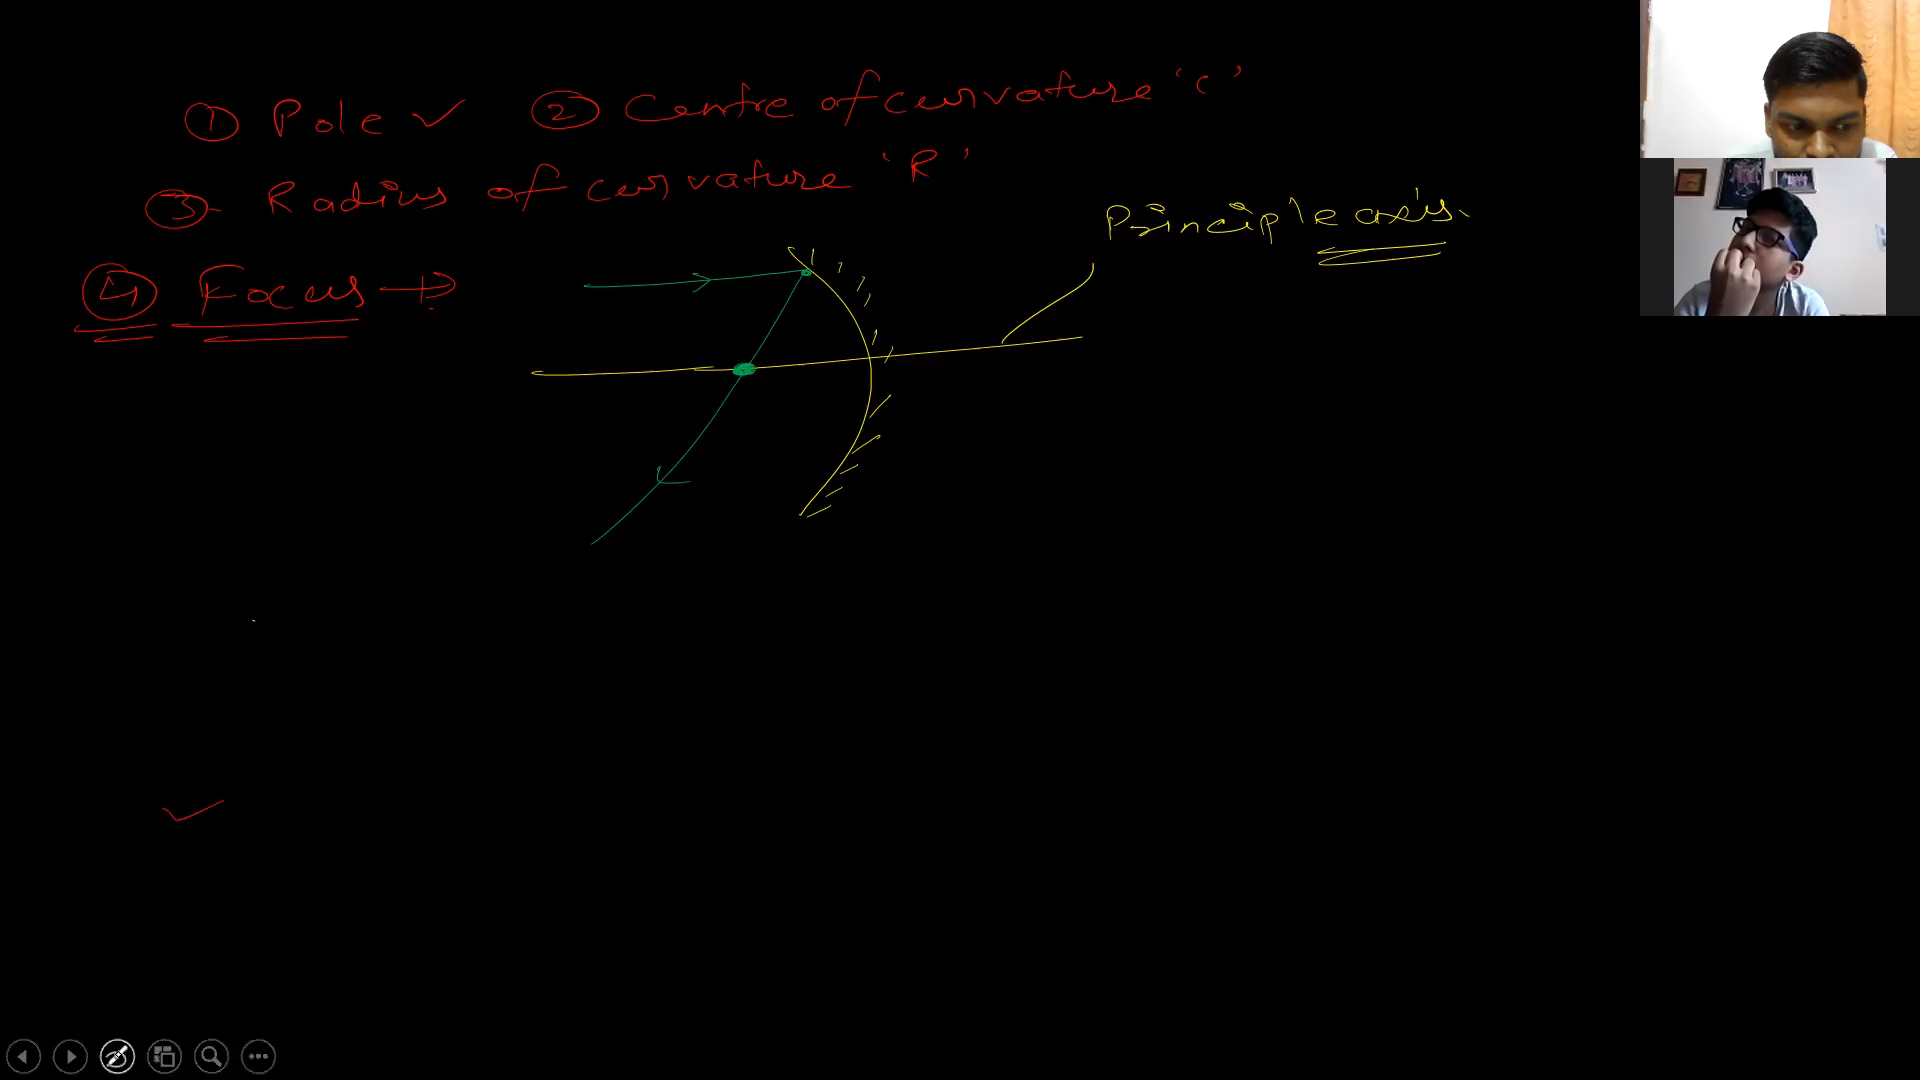 ① Pole ✓ ② Centre of curvature 'C'
③ Radius of curvature 'R'
Principle axis.
④ Focus →